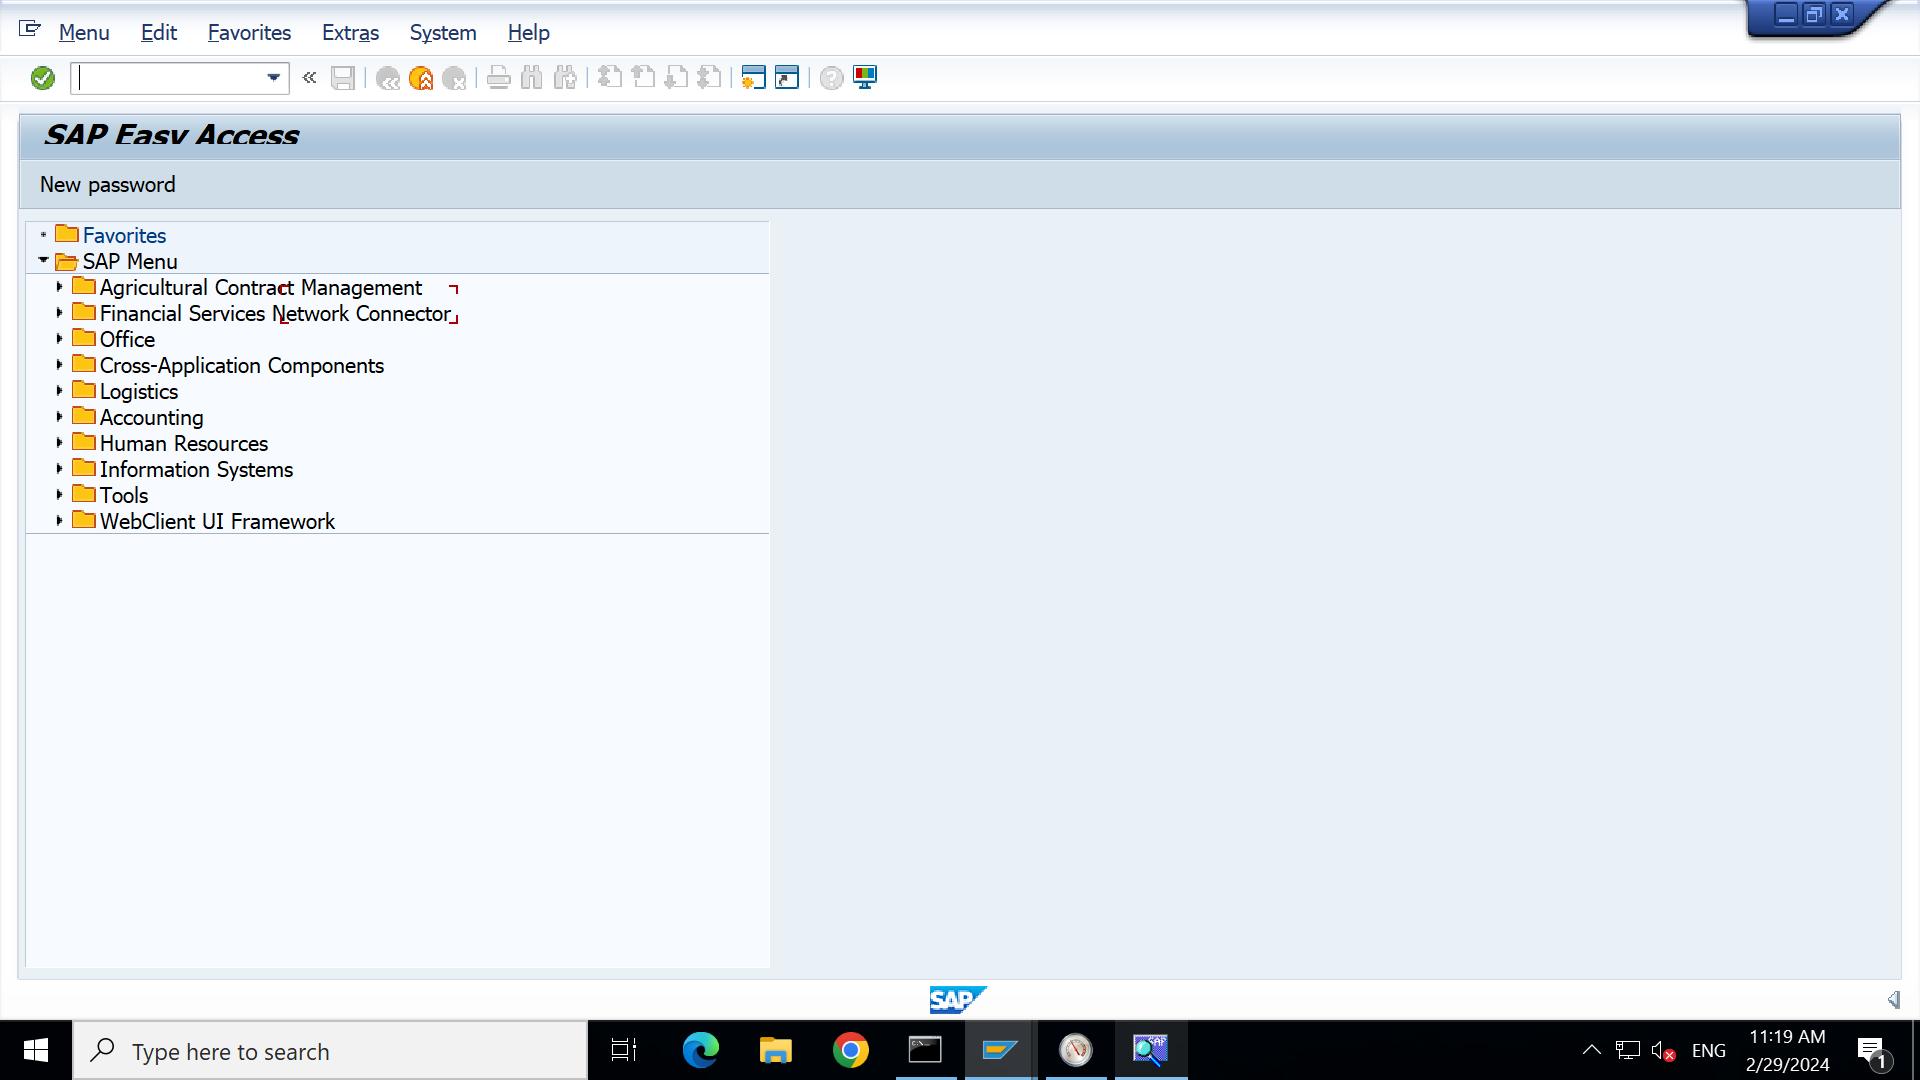 Menu Edit Favorites Extras System Help
SAP Easy Access
New password
Favorites
SAP Menu
Agricultural Contract Management
Financial Services Network Connector
Office
Cross-Application Components
Logistics
Accounting
Human Resources
Information Systems
Tools
WebClient UI Framework
SAP
Type here to search
ENG
11:19 AM
2/29/2024
1